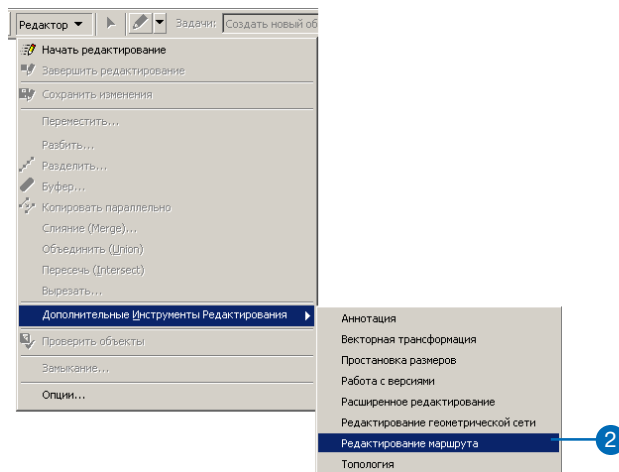 Редактор Задачи: Создать новый об
Начать редактирование
Завершить редактирование
Сохранить изменения
Переместить...
Разбить...
Разделить...
Буфер...
Копировать параллельно
Слияние (Merge)...
Объединить (Union)
Пересечь (Intersect)
Вырезать...
Дополнительные Инструменты Редактирования
Проверить объекты
Замыкание...
Опции...
Аннотация
Векторная трансформация
Простановка размеров
Работа с версиями
Расширенное редактирование
Редактирование геометрической сети
Редактирование маршрута 2
Топология